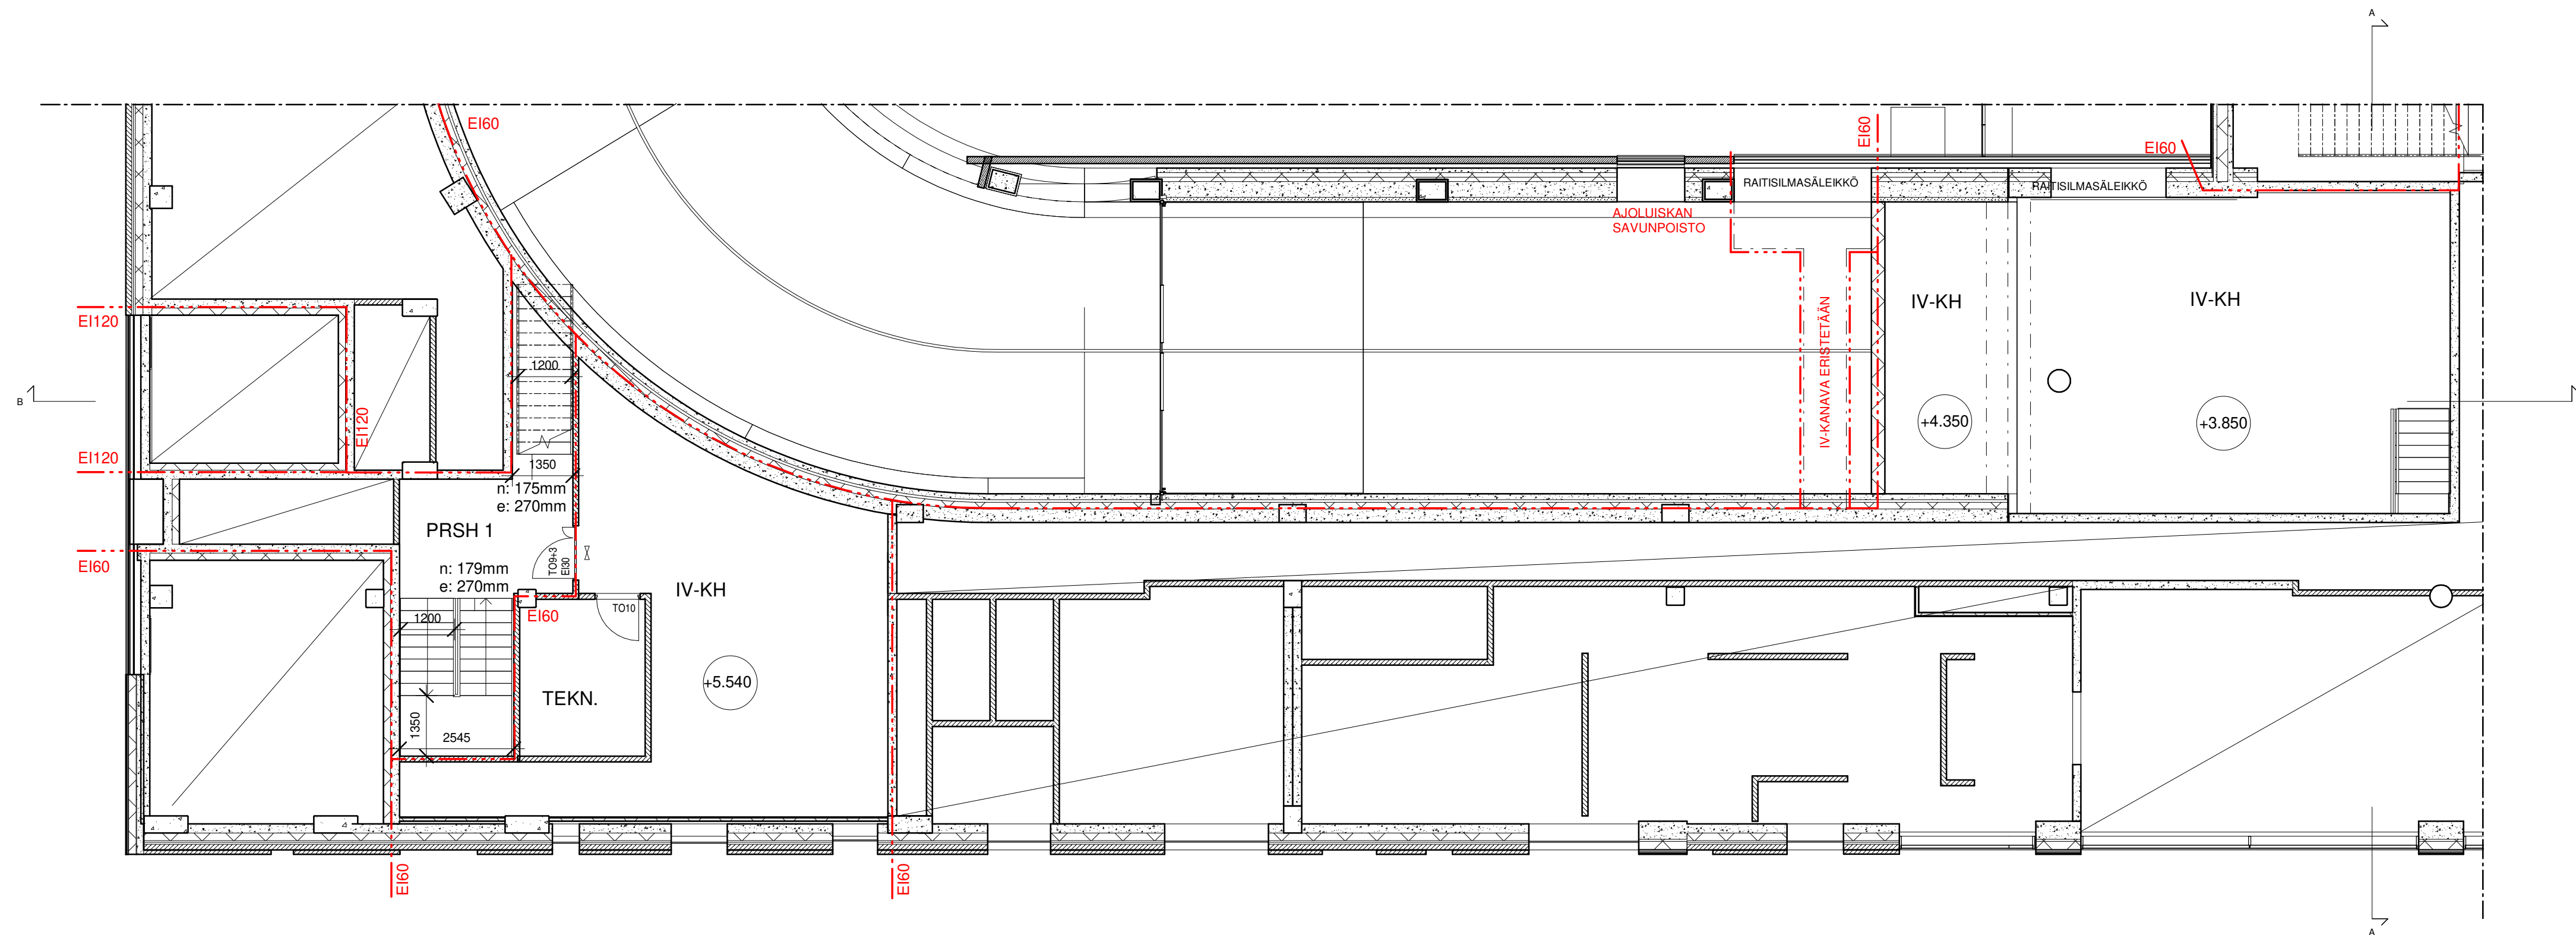 A
EI60
EI60
EI60
RAITISILMASÄLEIKKÖ
RAITISILMASÄLEIKKÖ
AJOLUISKAN
SAVUNPOISTO
IV-KH
IV-KH
EI120
IV-KANAVA ERISTETÄÄN
1200
B
EI120
+4.350
+3.850
EI120
1350
n: 175mm
e: 270mm
PRSH 1
TO9+3
EI30
EI60
n: 179mm
e: 270mm
IV-KH
TO10
EI60
1200
+5.540
TEKN.
1350
2545
EI60
EI60
A